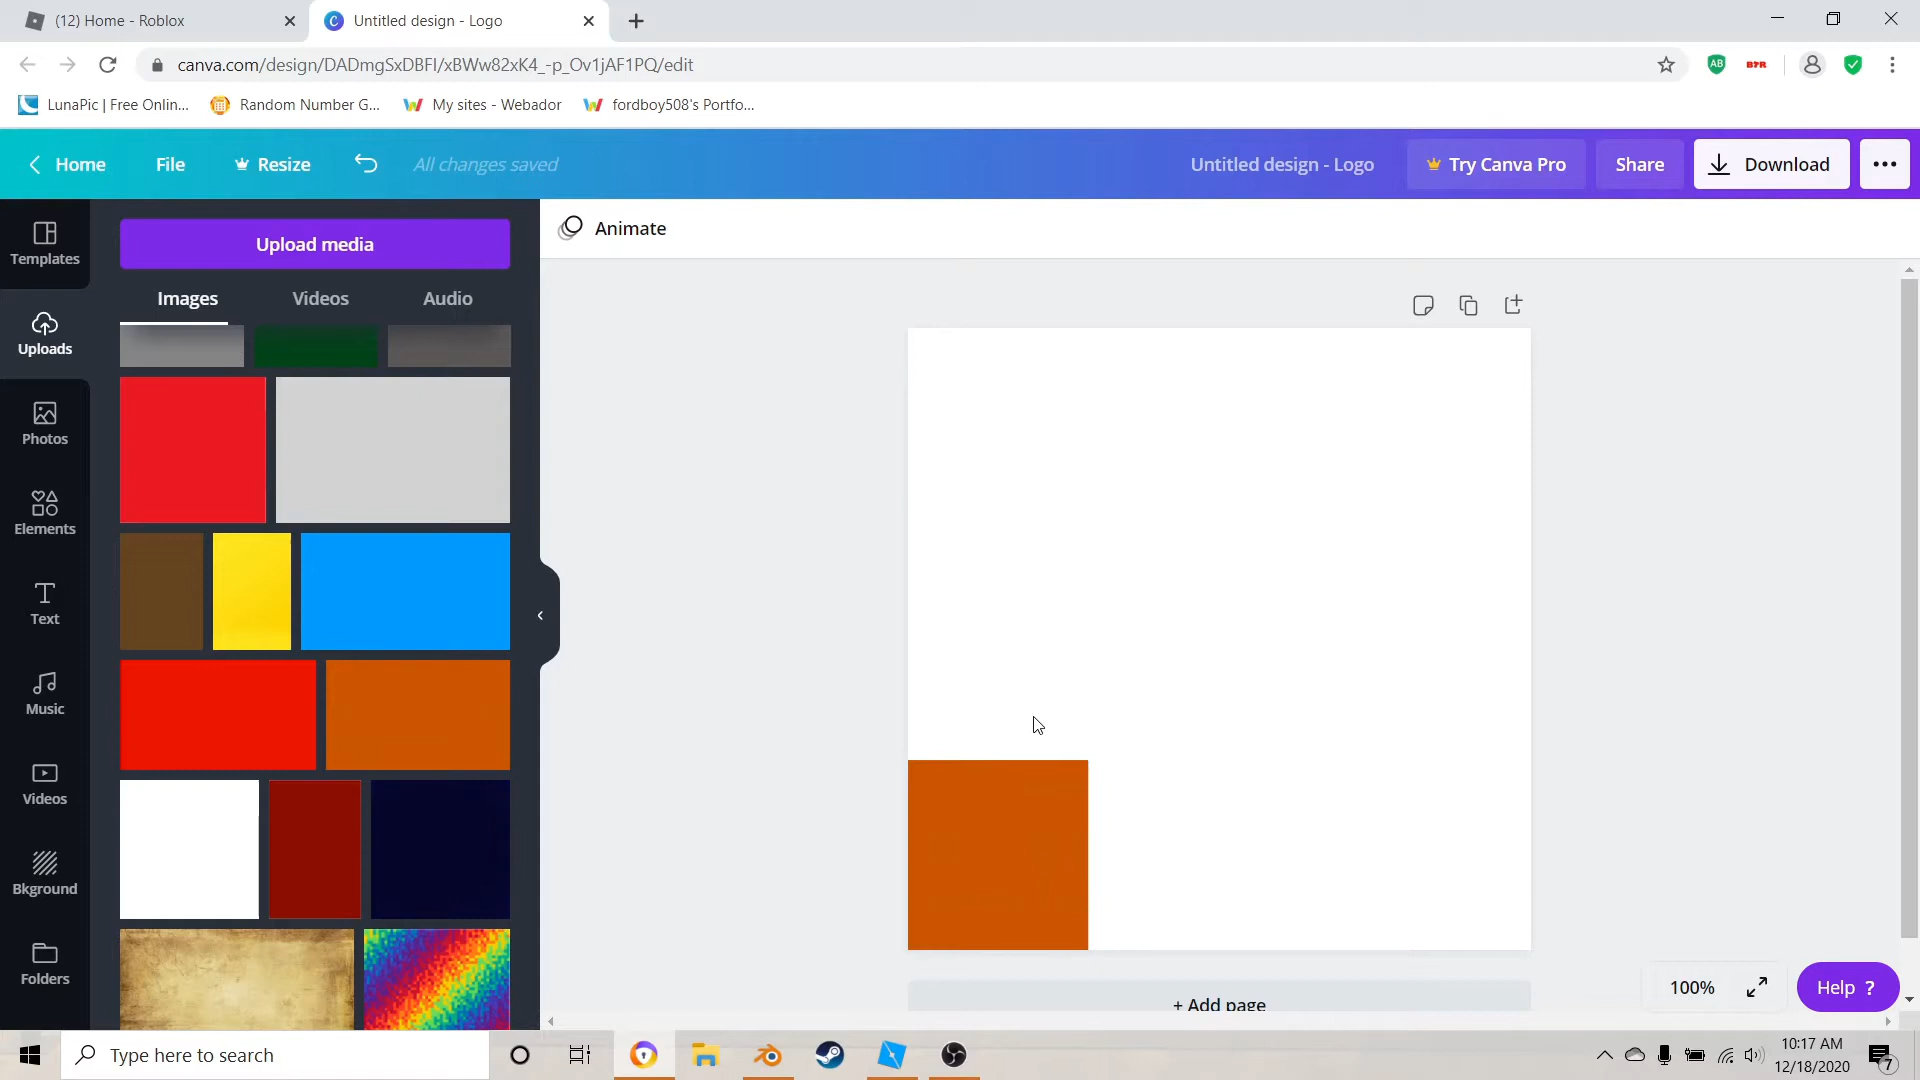 (12) Home - Roblox
Untitled design - Logo
canva.com/design/DADmgSxDBFI/xBWw82xK4_-p_Ov1jAF1PQ/edit
AB
BTR
LunaPic | Free Onlin...
Random Number G...
My sites - Webador
fordboy508's Portfo...
Home
File
Resize
All changes saved
Untitled design - Logo
Try Canva Pro
Share
Download
Templates
Uploads
Photos
Elements
Text
Music
Videos
Bkground
Folders
Upload media
Images
Videos
Audio
Animate
+ Add page
100%
Help ?
Type here to search
10:17 AM
12/18/2020
7